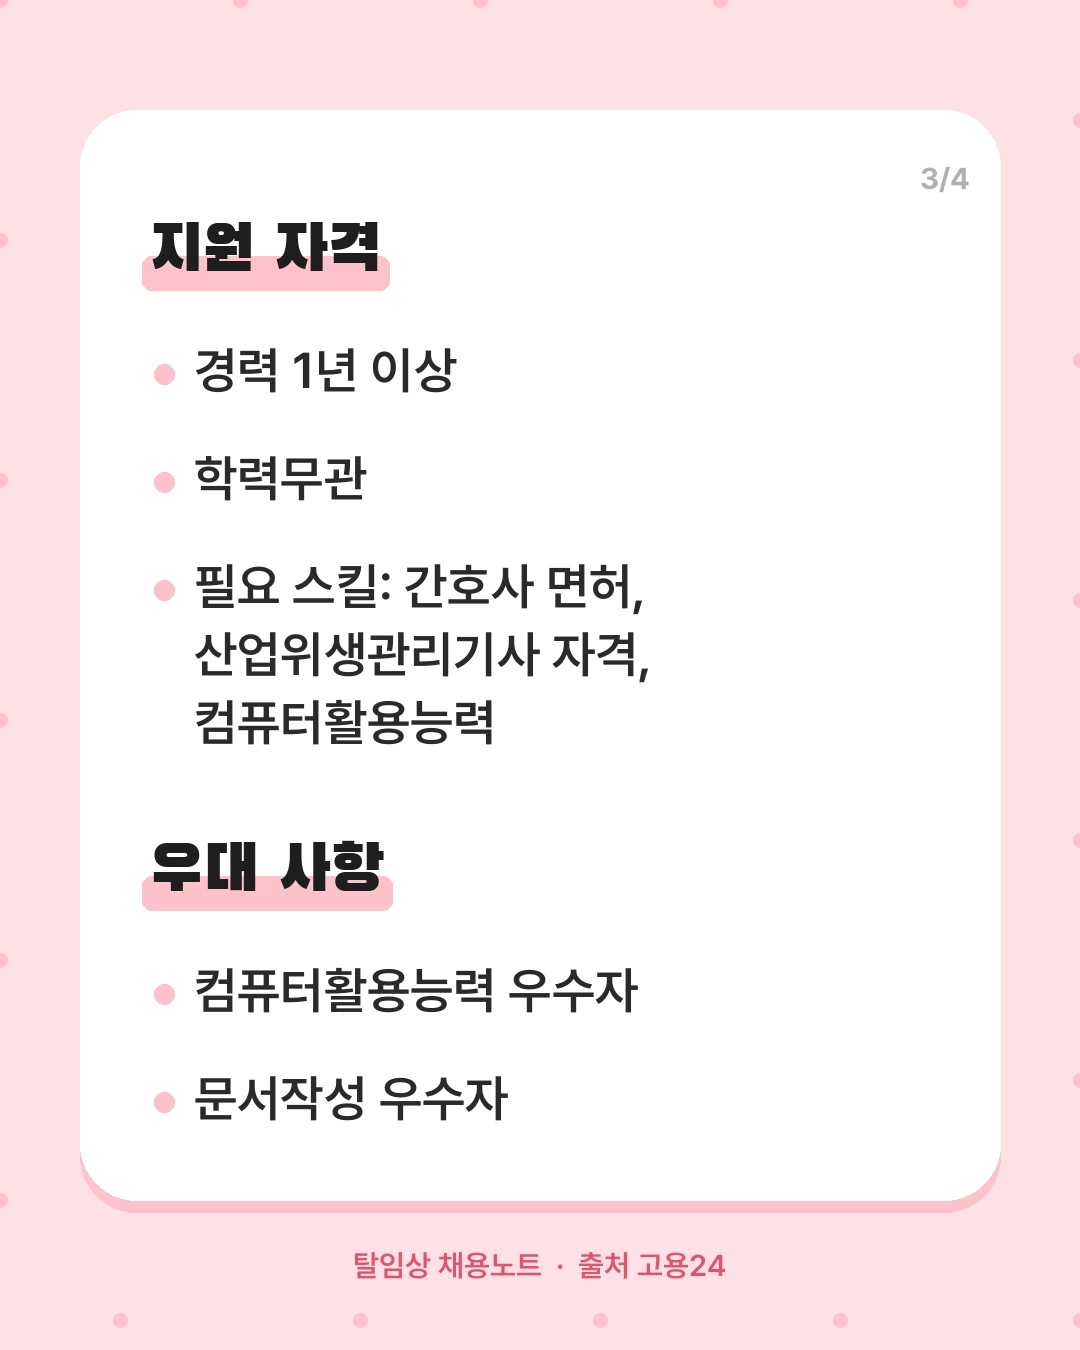 3/4
지원 자격
경력 1년 이상
학력무관
필요 스킬: 간호사 면허,
산업위생관리기사 자격,
컴퓨터활용능력
우대 사항
컴퓨터활용능력 우수자
문서작성 우수자
탈임상 채용노트 · 출처 고용24